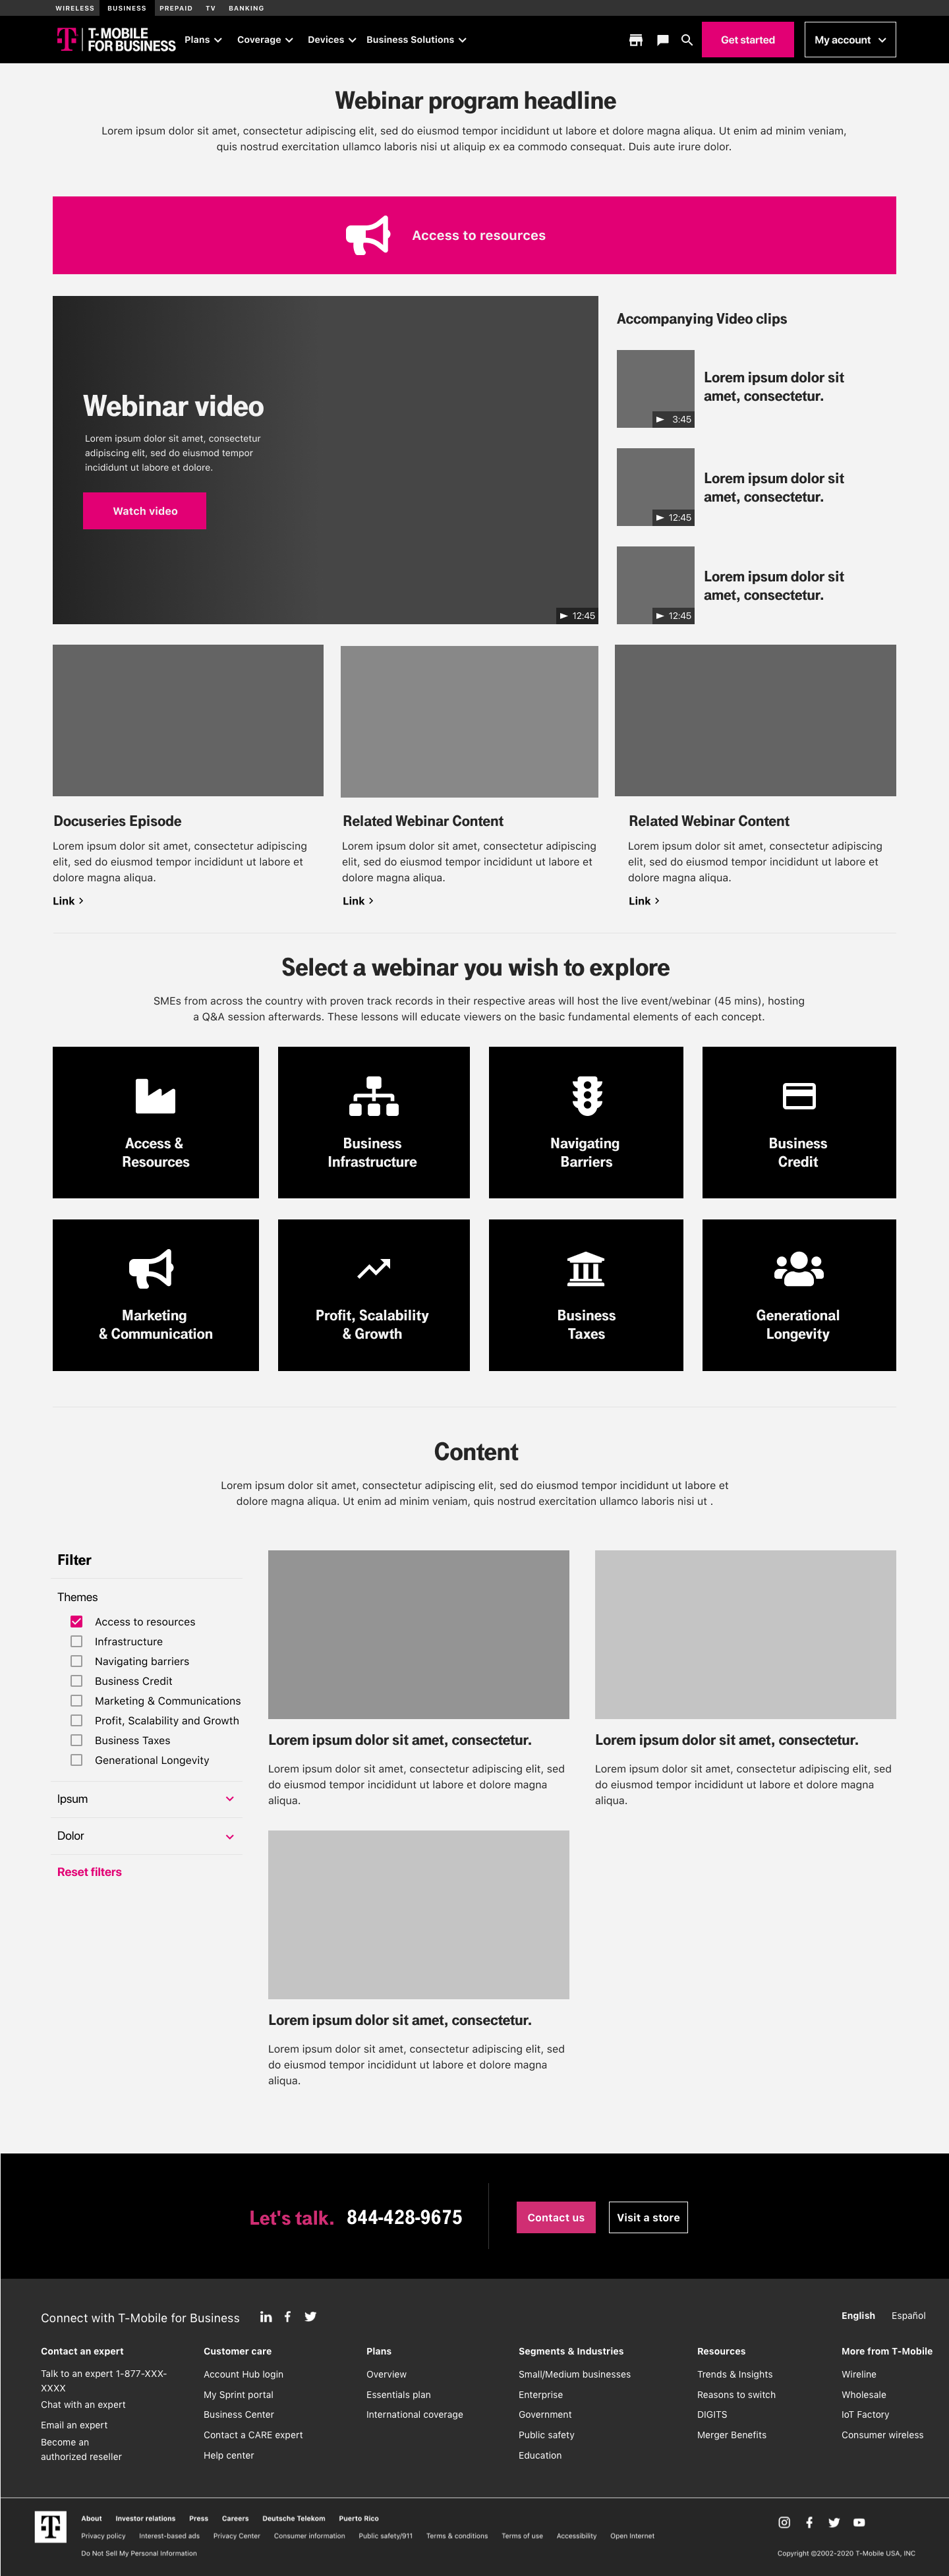 WIRELESS BUSINESS PREPAID TV BANKING
T T-MOBILE
FOR BUSINESS
Plans Coverage Devices Business Solutions Get started My account
Webinar program headline
Lorem ipsum dolor sit amet, consectetur adipiscing elit, sed do eiusmod tempor incididunt ut labore et dolore magna aliqua. Ut enim ad minim veniam,
quis nostrud exercitation ullamco laboris nisi ut aliquip ex ea commodo consequat. Duis aute irure dolor.
Access to resources
Webinar video
Lorem ipsum dolor sit amet, consectetur
adipiscing elit, sed do eiusmod tempor
incididunt ut labore et dolore.
Watch video
12:45
Accompanying Video clips
Lorem ipsum dolor sit
amet, consectetur.
3:45
Lorem ipsum dolor sit
amet, consectetur.
12:45
Lorem ipsum dolor sit
amet, consectetur.
12:45
Docuseries Episode
Lorem ipsum dolor sit amet, consectetur adipiscing
elit, sed do eiusmod tempor incididunt ut labore et
dolore magna aliqua.
Link
Related Webinar Content
Lorem ipsum dolor sit amet, consectetur adipiscing
elit, sed do eiusmod tempor incididunt ut labore et
dolore magna aliqua.
Link
Related Webinar Content
Lorem ipsum dolor sit amet, consectetur adipiscing
elit, sed do eiusmod tempor incididunt ut labore et
dolore magna aliqua.
Link
Select a webinar you wish to explore
SMEs from across the country with proven track records in their respective areas will host the live event/webinar (45 mins), hosting
a Q&A session afterwards. These lessons will educate viewers on the basic fundamental elements of each concept.
Access &
Resources
Business
Infrastructure
Navigating
Barriers
Business
Credit
Marketing
& Communication
Profit, Scalability
& Growth
Business
Taxes
Generational
Longevity
Content
Lorem ipsum dolor sit amet, consectetur adipiscing elit, sed do eiusmod tempor incididunt ut labore et
dolore magna aliqua. Ut enim ad minim veniam, quis nostrud exercitation ullamco laboris nisi ut .
Filter
Themes
Access to resources
Infrastructure
Navigating barriers
Business Credit
Marketing & Communications
Profit, Scalability and Growth
Business Taxes
Generational Longevity
Ipsum
Dolor
Reset filters
Lorem ipsum dolor sit amet, consectetur.
Lorem ipsum dolor sit amet, consectetur adipiscing elit, sed
do eiusmod tempor incididunt ut labore et dolore magna
aliqua.
Lorem ipsum dolor sit amet, consectetur.
Lorem ipsum dolor sit amet, consectetur adipiscing elit, sed
do eiusmod tempor incididunt ut labore et dolore magna
aliqua.
Lorem ipsum dolor sit amet, consectetur.
Lorem ipsum dolor sit amet, consectetur adipiscing elit, sed
do eiusmod tempor incididunt ut labore et dolore magna
aliqua.
Let's talk. 844-428-9675 Contact us Visit a store
Connect with T-Mobile for Business
English Español
Contact an expert
Talk to an expert 1-877-XXX-
XXXX
Chat with an expert
Email an expert
Become an
authorized reseller
Customer care
Account Hub login
My Sprint portal
Business Center
Contact a CARE expert
Help center
Plans
Overview
Essentials plan
International coverage
Segments & Industries
Small/Medium businesses
Enterprise
Government
Public safety
Education
Resources
Trends & Insights
Reasons to switch
DIGITS
Merger Benefits
More from T-Mobile
Wireline
Wholesale
IoT Factory
Consumer wireless
T
About Investor relations Press Careers Deutsche Telekom Puerto Rico
Privacy policy Interest-based ads Privacy Center Consumer information Public safety/911 Terms & conditions Terms of use Accessibility Open Internet
Do Not Sell My Personal Information
Copyright ©2002-2020 T-Mobile USA, INC